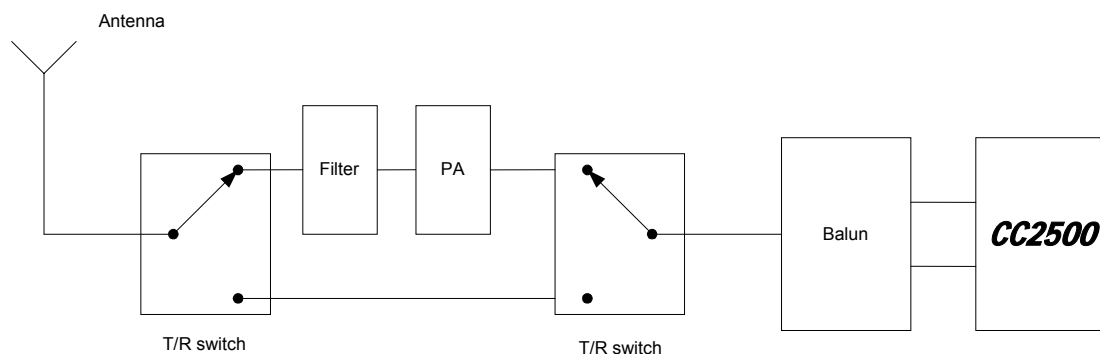 Antenna
Filter
PA
Balun
CC2500
T/R switch
T/R switch